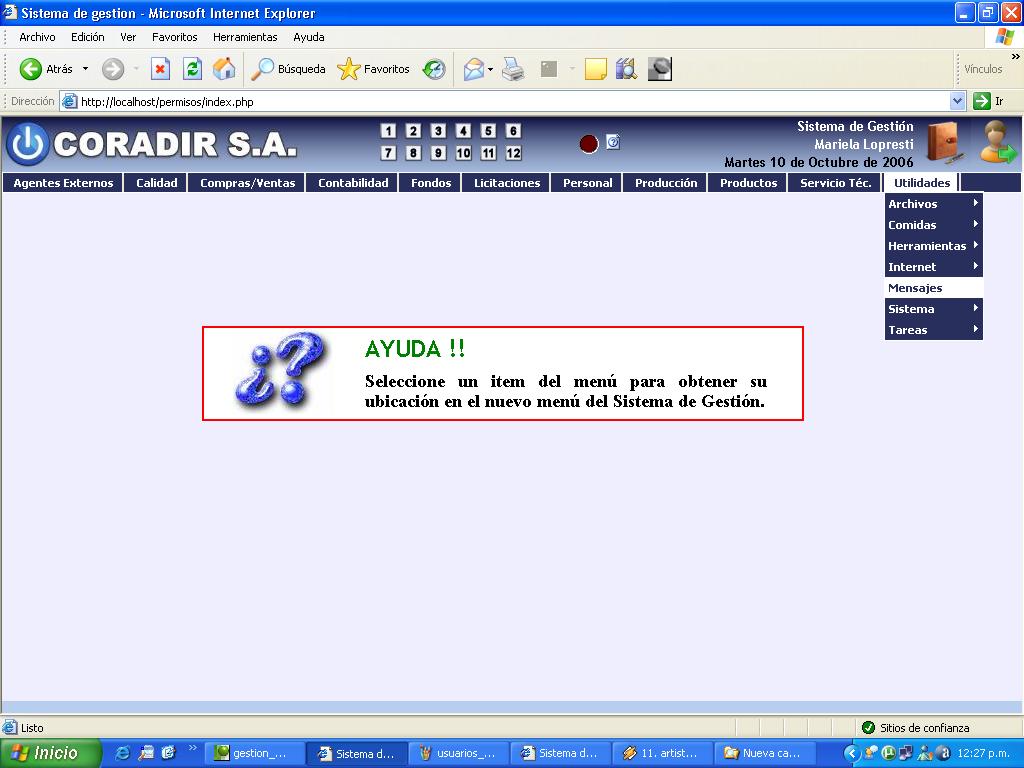 Sistema de gestion - Microsoft Internet Explorer
Archivo Edición Ver Favoritos Herramientas Ayuda
Atrás Búsqueda Favoritos Vínculos
Dirección http://localhost/permisos/index.php Ir
CORADIR S.A.
1 2 3 4 5 6
7 8 9 10 11 12
Sistema de Gestión
Mariela Lopresti
Martes 10 de Octubre de 2006
Agentes Externos Calidad Compras/Ventas Contabilidad Fondos Licitaciones Personal Producción Productos Servicio Téc. Utilidades
Archivos
Comidas
Herramientas
Internet
Mensajes
Sistema
Tareas
¿?
AYUDA !!
Seleccione un item del menú para obtener su
ubicación en el nuevo menú del Sistema de Gestión.
Listo Sitios de confianza
Inicio gestion_... Sistema d... usuarios_... Sistema d... 11. artist... Nueva ca... 12:27 p.m.